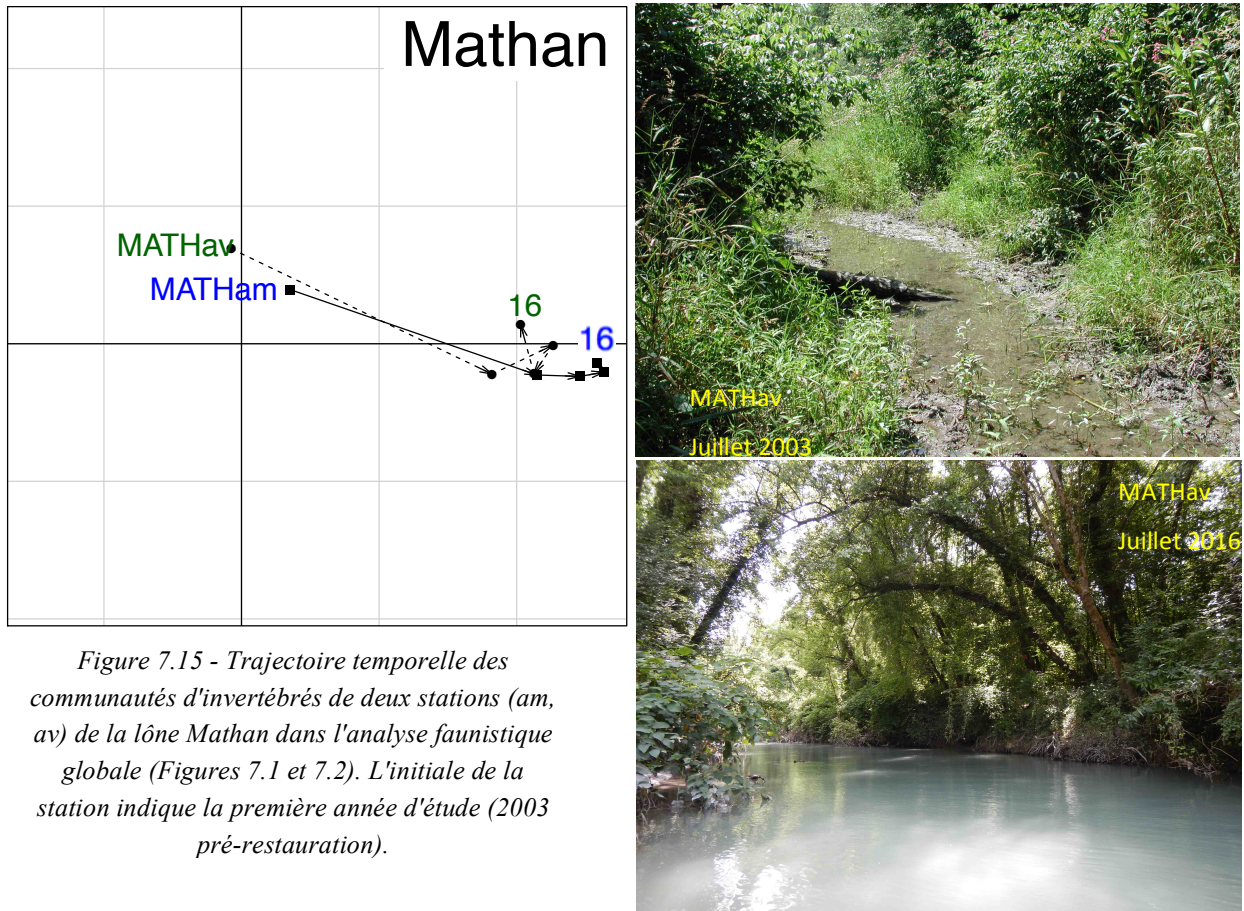 Mathan
MATHav
MATHam
16
16
MATHav
Juillet 2003
MATHav
Juillet 2016
Figure 7.15 - Trajectoire temporelle des
communautés d'invertébrés de deux stations (am,
av) de la lône Mathan dans l'analyse faunistique
globale (Figures 7.1 et 7.2). L'initiale de la
station indique la première année d'étude (2003
pré-restauration).